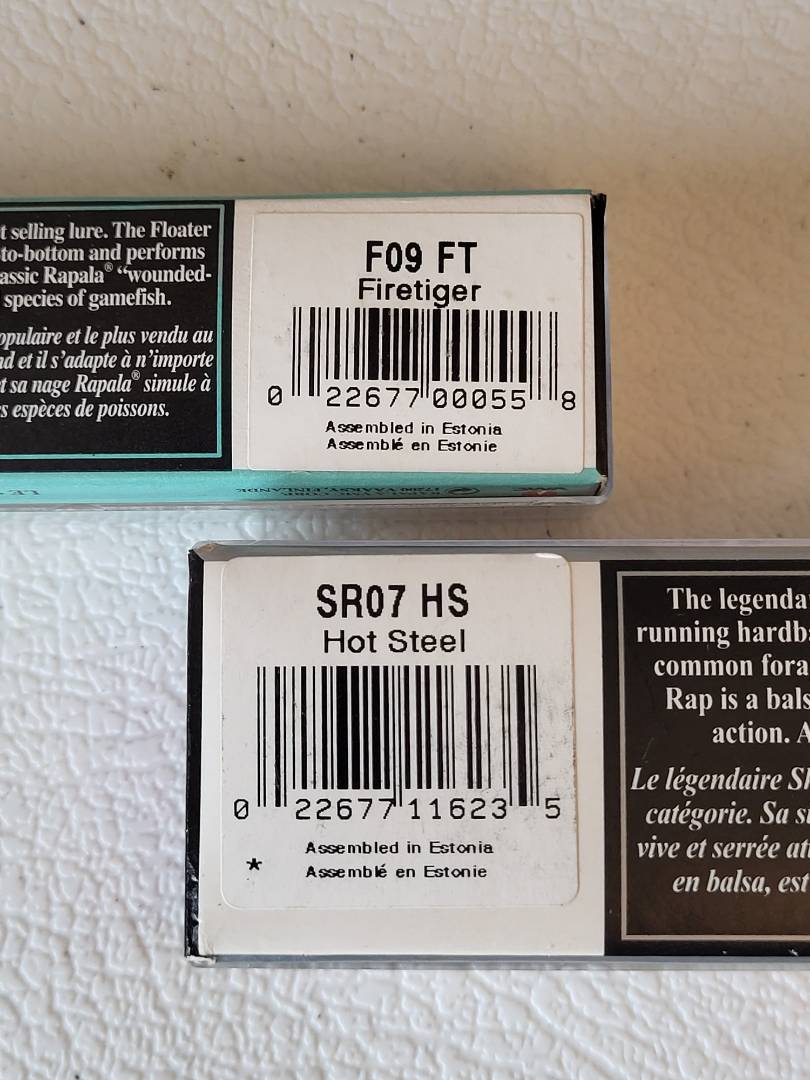 t selling lure. The Floater
-to-bottom and performs
assic Rapala® “wounded-
species of gamefish.
opulaire et le plus vendu au
nd et il s’adapte à n’importe
t sa nage Rapala® simule à
s espèces de poissons.
F09 FT
Firetiger
0 22677 00055 8
Assembled in Estonia
Assemblé en Estonie
SR07 HS
Hot Steel
0 22677 11623 5
Assembled in Estonia
* Assemblé en Estonie
The legenda
running hardba
common fora
Rap is a bals
action. A
Le légendaire Sh
catégorie. Sa
vive et serrée att
en balsa, est